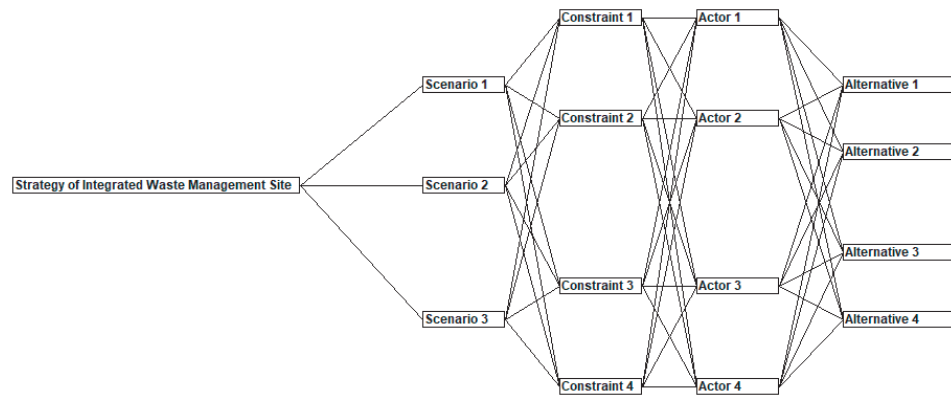 Strategy of Integrated Waste Management Site
Scenario 1
Scenario 2
Scenario 3
Constraint 1
Constraint 2
Constraint 3
Constraint 4
Actor 1
Actor 2
Actor 3
Actor 4
Alternative 1
Alternative 2
Alternative 3
Alternative 4